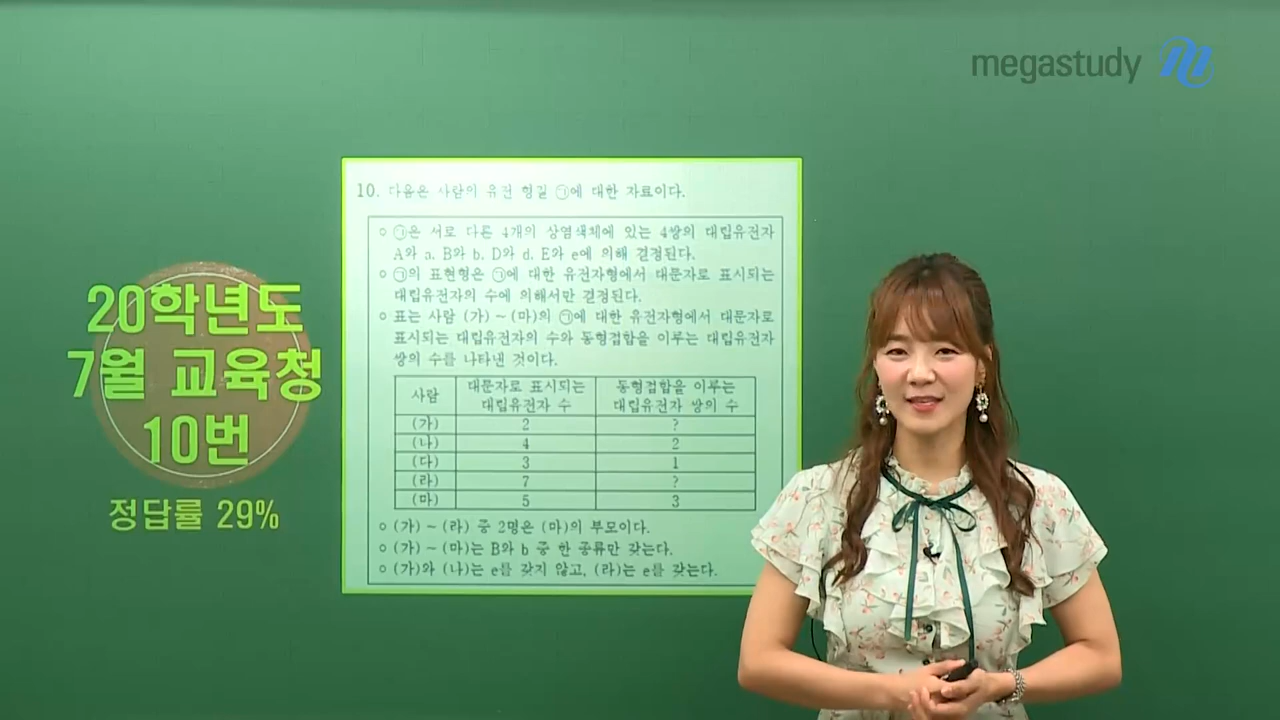 megastudy
20학년도
7월 교육청
10번
정답률 29%
10. 다음은 사람의 유전 형질 ㉠에 대한 자료이다.
○ ㉠은 서로 다른 4개의 상염색체에 있는 4쌍의 대립유전자
A와 a, B와 b, D와 d, E와 e에 의해 결정된다.
○ ㉠의 표현형은 ㉠에 대한 유전자형에서 대문자로 표시되는
대립유전자의 수에 의해서만 결정된다.
○ 표는 사람 (가)~(마)의 ㉠에 대한 유전자형에서 대문자로
표시되는 대립유전자의 수와 동형접합을 이루는 대립유전자
쌍의 수를 나타낸 것이다.
사람 대문자로 표시되는 대립유전자 수 동형접합을 이루는 대립유전자 쌍의 수
(가) 2 ?
(나) 4 2
(다) 3 1
(라) 7 ?
(마) 5 3
○ (가)~(라) 중 2명은 (마)의 부모이다.
○ (가)~(마)는 B와 b 중 한 종류만 갖는다.
○ (가)와 (나)는 e를 갖지 않고, (라)는 e를 갖는다.